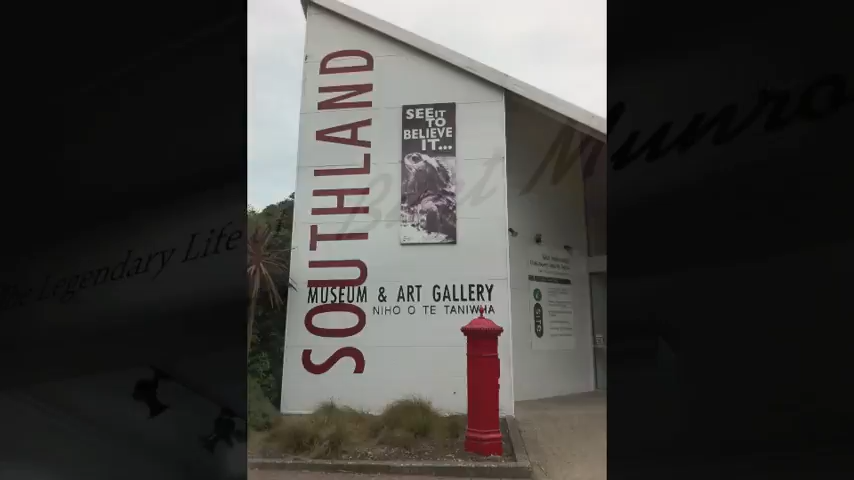 SOUTHLAND
SEE IT
TO
BELIEVE
IT...
MUSEUM & ART GALLERY
NIHO O TE TANIWHA
Burt Munro
The Legendary Life